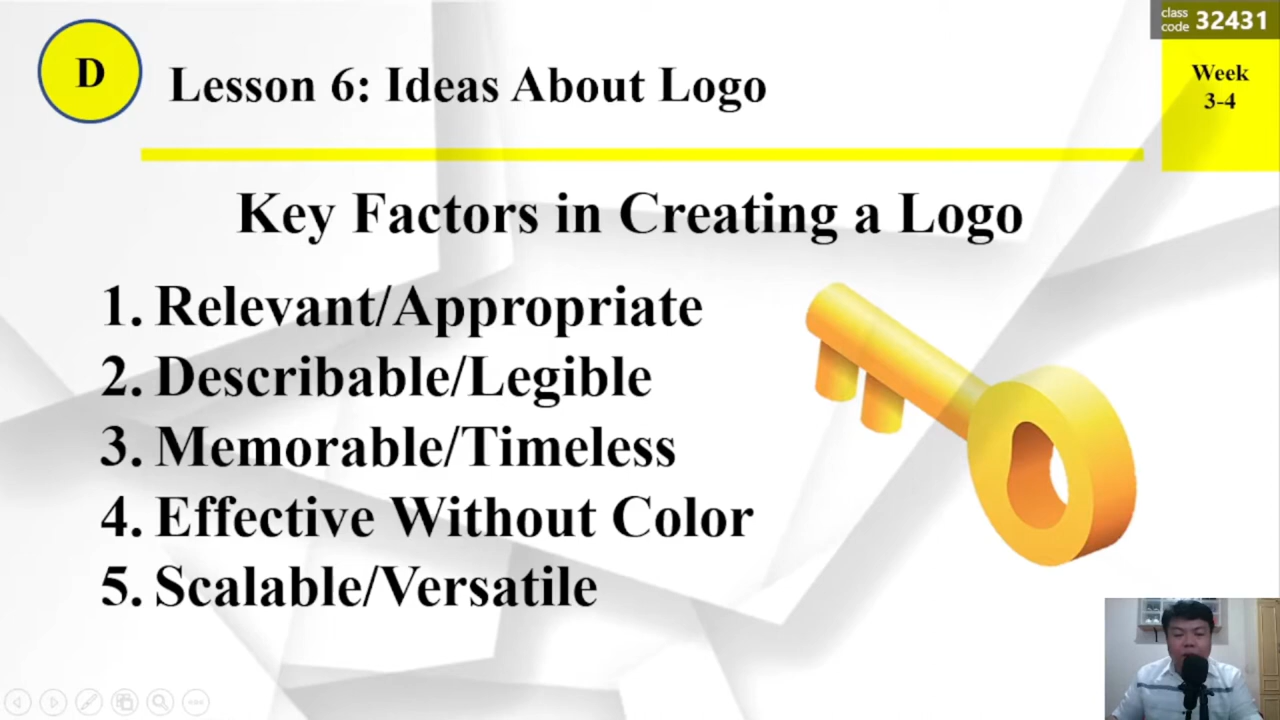 class
code 32431
D
Lesson 6: Ideas About Logo
Week
3-4
Key Factors in Creating a Logo
1. Relevant/Appropriate
2. Describable/Legible
3. Memorable/Timeless
4. Effective Without Color
5. Scalable/Versatile